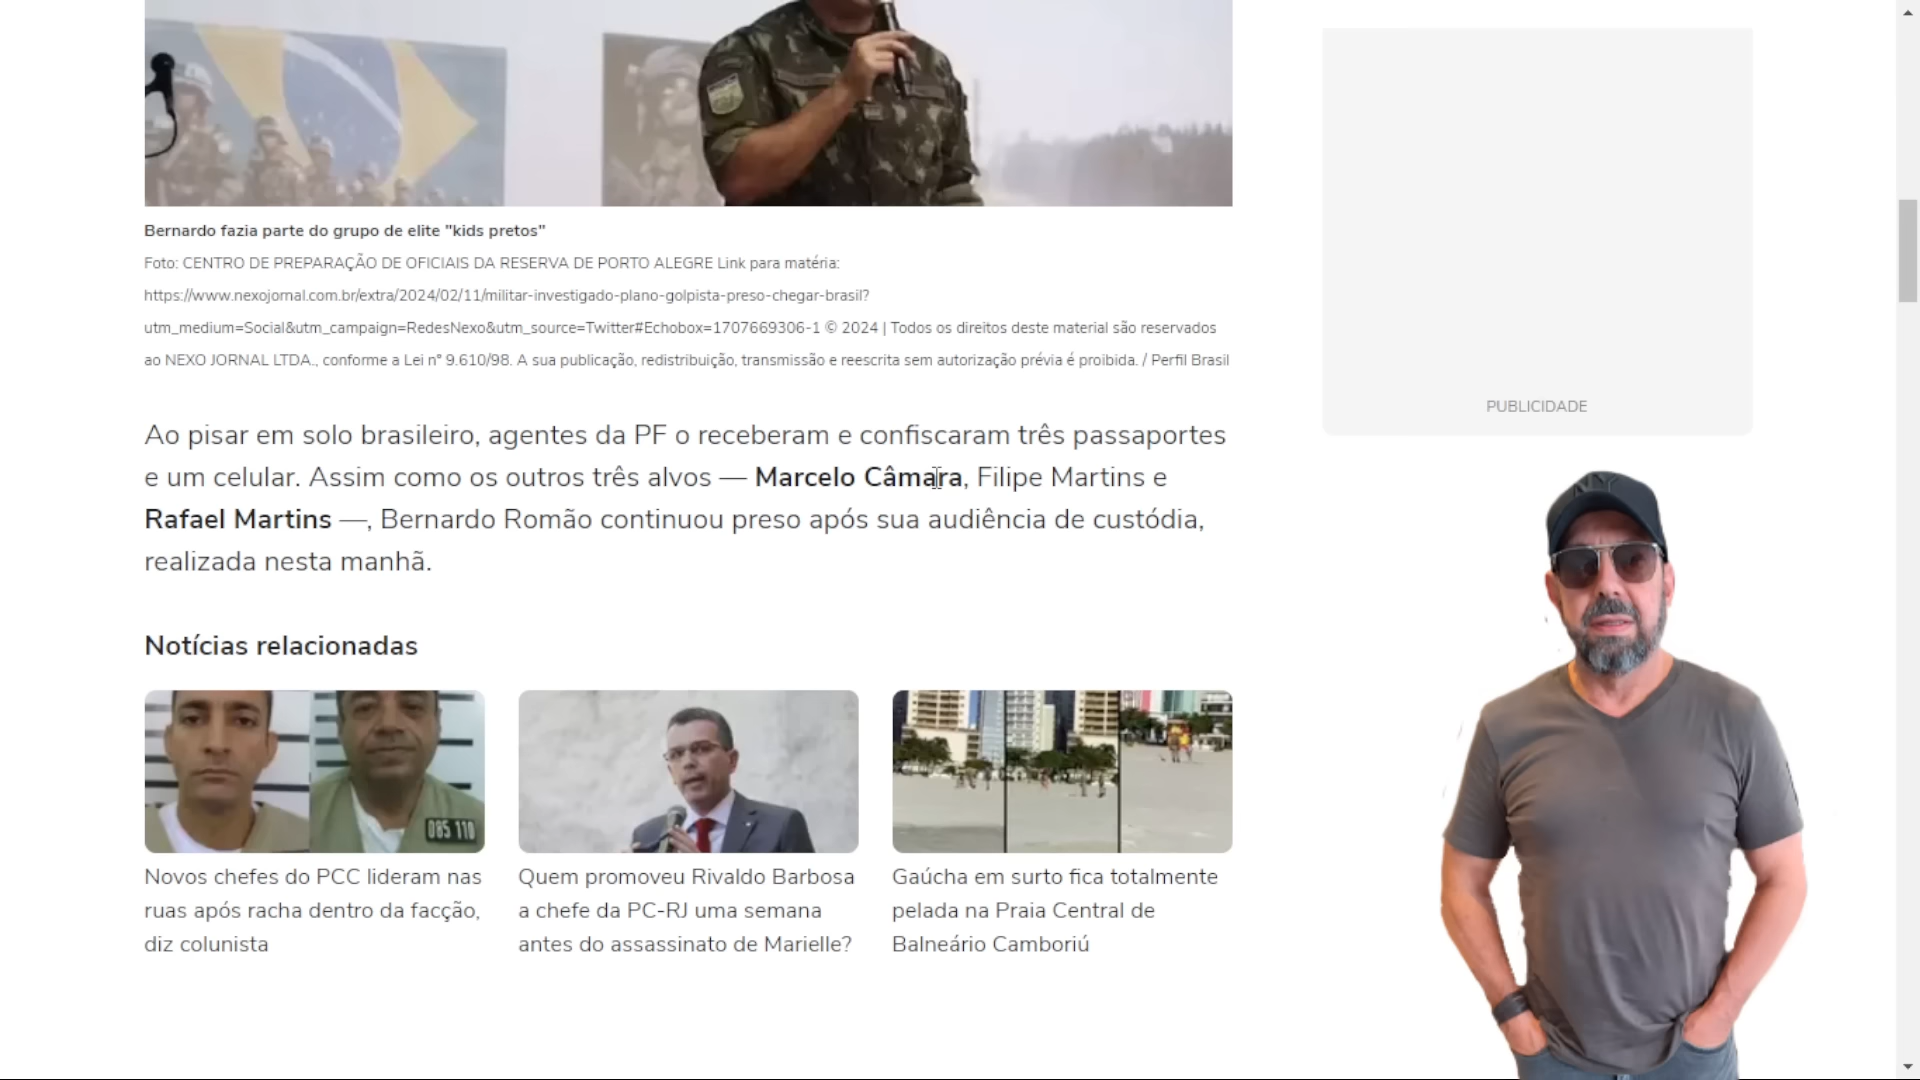 Bernardo fazia parte do grupo de elite "kids pretos"
Foto: CENTRO DE PREPARAÇÃO DE OFICIAIS DA RESERVA DE PORTO ALEGRE Link para matéria:
https://www.nexojornal.com.br/extra/2024/02/11/militar-investigado-plano-golpista-preso-chegar-brasil?
utm_medium=Social&utm_campaign=RedesNexo&utm_source=Twitter#Echobox=1707669306-1 © 2024 | Todos os direitos deste material são reservados
ao NEXO JORNAL LTDA., conforme a Lei nº 9.610/98. A sua publicação, redistribuição, transmissão e reescrita sem autorização prévia é proibida. / Perfil Brasil
PUBLICIDADE
Ao pisar em solo brasileiro, agentes da PF o receberam e confiscaram três passaportes
e um celular. Assim como os outros três alvos — Marcelo Câmara, Filipe Martins e
Rafael Martins —, Bernardo Romão continuou preso após sua audiência de custódia,
realizada nesta manhã.
NY
Notícias relacionadas
085 110
Novos chefes do PCC lideram nas
ruas após racha dentro da facção,
diz colunista
Quem promoveu Rivaldo Barbosa
a chefe da PC-RJ uma semana
antes do assassinato de Marielle?
Gaúcha em surto fica totalmente
pelada na Praia Central de
Balneário Camboriú